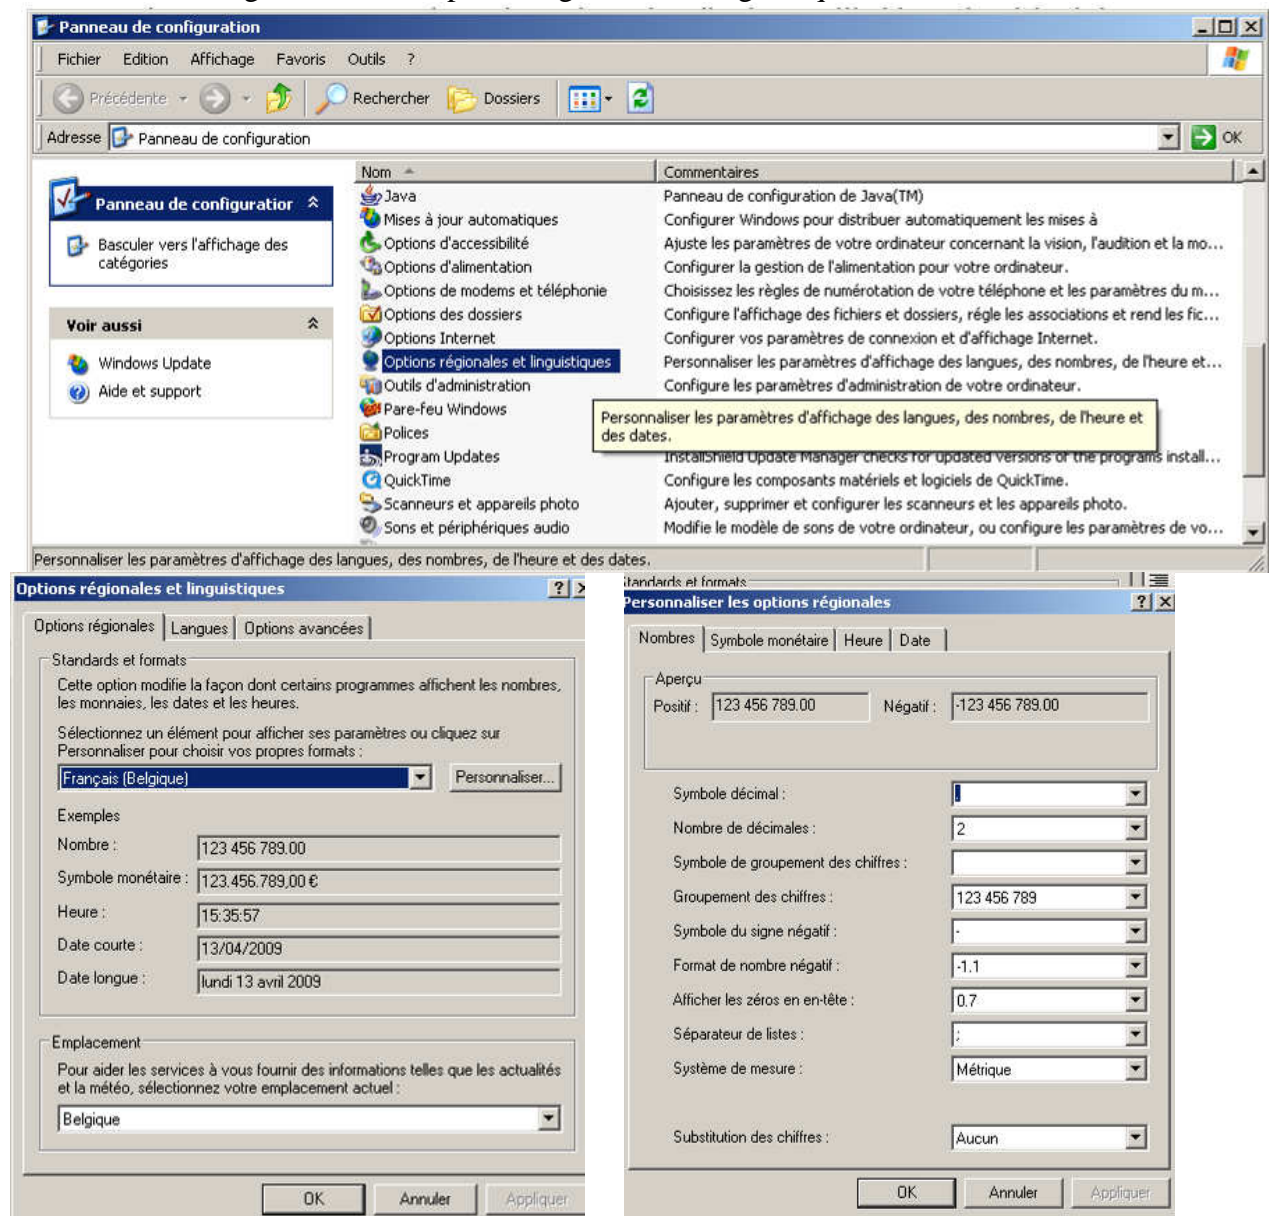 Panneau de configuration
Fichier Edition Affichage Favoris Outils ?
Précédente Rechercher Dossiers
Adresse Panneau de configuration OK
Panneau de configuration
Basculer vers l'affichage des
catégories
Voir aussi
Windows Update
Aide et support
Nom Commentaires
Java Panneau de configuration de Java(TM)
Mises à jour automatiques Configurer Windows pour distribuer automatiquement les mises à
Options d'accessibilité Ajuste les paramètres de votre ordinateur concernant la vision, l'audition et la mo...
Options d'alimentation Configurer la gestion de l'alimentation pour votre ordinateur.
Options de modems et téléphonie Choisissez les règles de numérotation de votre téléphone et les paramètres du m...
Options des dossiers Configure l'affichage des fichiers et dossiers, régle les associations et rend les fic...
Options Internet Configurer vos paramètres de connexion et d'affichage Internet.
Options régionales et linguistiques Personnaliser les paramètres d'affichage des langues, des nombres, de l'heure et...
Outils d'administration Configure les paramètres d'administration de votre ordinateur.
Pare-feu Windows
Personnaliser les paramètres d'affichage des langues, des nombres, de l'heure et
des dates.
Polices
Program Updates InstallShield Update Manager checks for updated versions of the programs install...
QuickTime Configure les composants matériels et logiciels de QuickTime.
Scanneurs et appareils photo Ajouter, supprimer et configurer les scanneurs et les appareils photo.
Sons et périphériques audio Modifie le modèle de sons de votre ordinateur, ou configure les paramètres de vo...
Personnaliser les paramètres d'affichage des langues, des nombres, de l'heure et des dates.
Options régionales et linguistiques
Options régionales Langues Options avancées
Standards et formats
Cette option modifie la façon dont certains programmes affichent les nombres,
les monnaies, les dates et les heures.
Sélectionnez un élément pour afficher ses paramètres ou cliquez sur
Personnaliser pour choisir vos propres formats :
Français (Belgique) Personnaliser...
Exemples
Nombre : 123 456 789.00
Symbole monétaire : 123.456.789,00 €
Heure : 15:35:57
Date courte : 13/04/2009
Date longue : lundi 13 avril 2009
Emplacement
Pour aider les services à vous fournir des informations telles que les actualités
et la météo, sélectionnez votre emplacement actuel :
Belgique
OK Annuler Appliquer
Standards et formats
Personnaliser les options régionales
Nombres Symbole monétaire Heure Date
Aperçu
Positif : 123 456 789.00 Négatif : -123 456 789.00
Symbole décimal : .
Nombre de décimales : 2
Symbole de groupement des chiffres :
Groupement des chiffres : 123 456 789
Symbole du signe négatif : -
Format de nombre négatif : -1.1
Afficher les zéros en en-tête : 0.7
Séparateur de listes : ;
Système de mesure : Métrique
Substitution des chiffres : Aucun
OK Annuler Appliquer